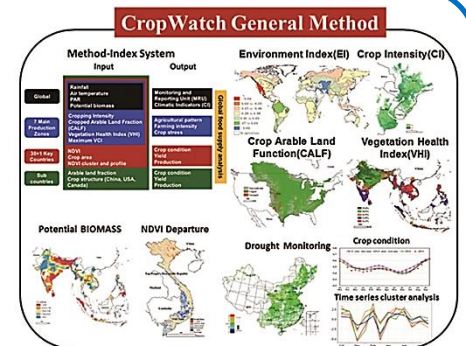 CropWatch General Method
Method-Index System
Input
Output
Global
Rainfall
Air temperature
PAR
Potential biomass
Monitoring and
Reporting Unit (MRU)
Climatic Indicators (CI)
7 Main
Production
Zones
Cropping Intensity
Cropped Arable Land Fraction
(CALF)
Vegetation Health Index (VHI)
Maximum VCI
Agricultural pattern
Farming intensity
Crop stress
30+1 Key
Countries
NDVI
Crop area
NDVI cluster and profile
Crop condition
Yield
Production
Sub
countries
Arable land fraction
Crop structure (China, USA,
Canada)
Crop condition
Yield
Production
Global food supply analysis
Environment Index(EI)
Crop Intensity(CI)
Crop Arable Land
Function(CALF)
Vegetation Health
Index(VHI)
Potential BIOMASS
NDVI Departure
Drought Monitoring
Crop condition
Time series cluster analysis